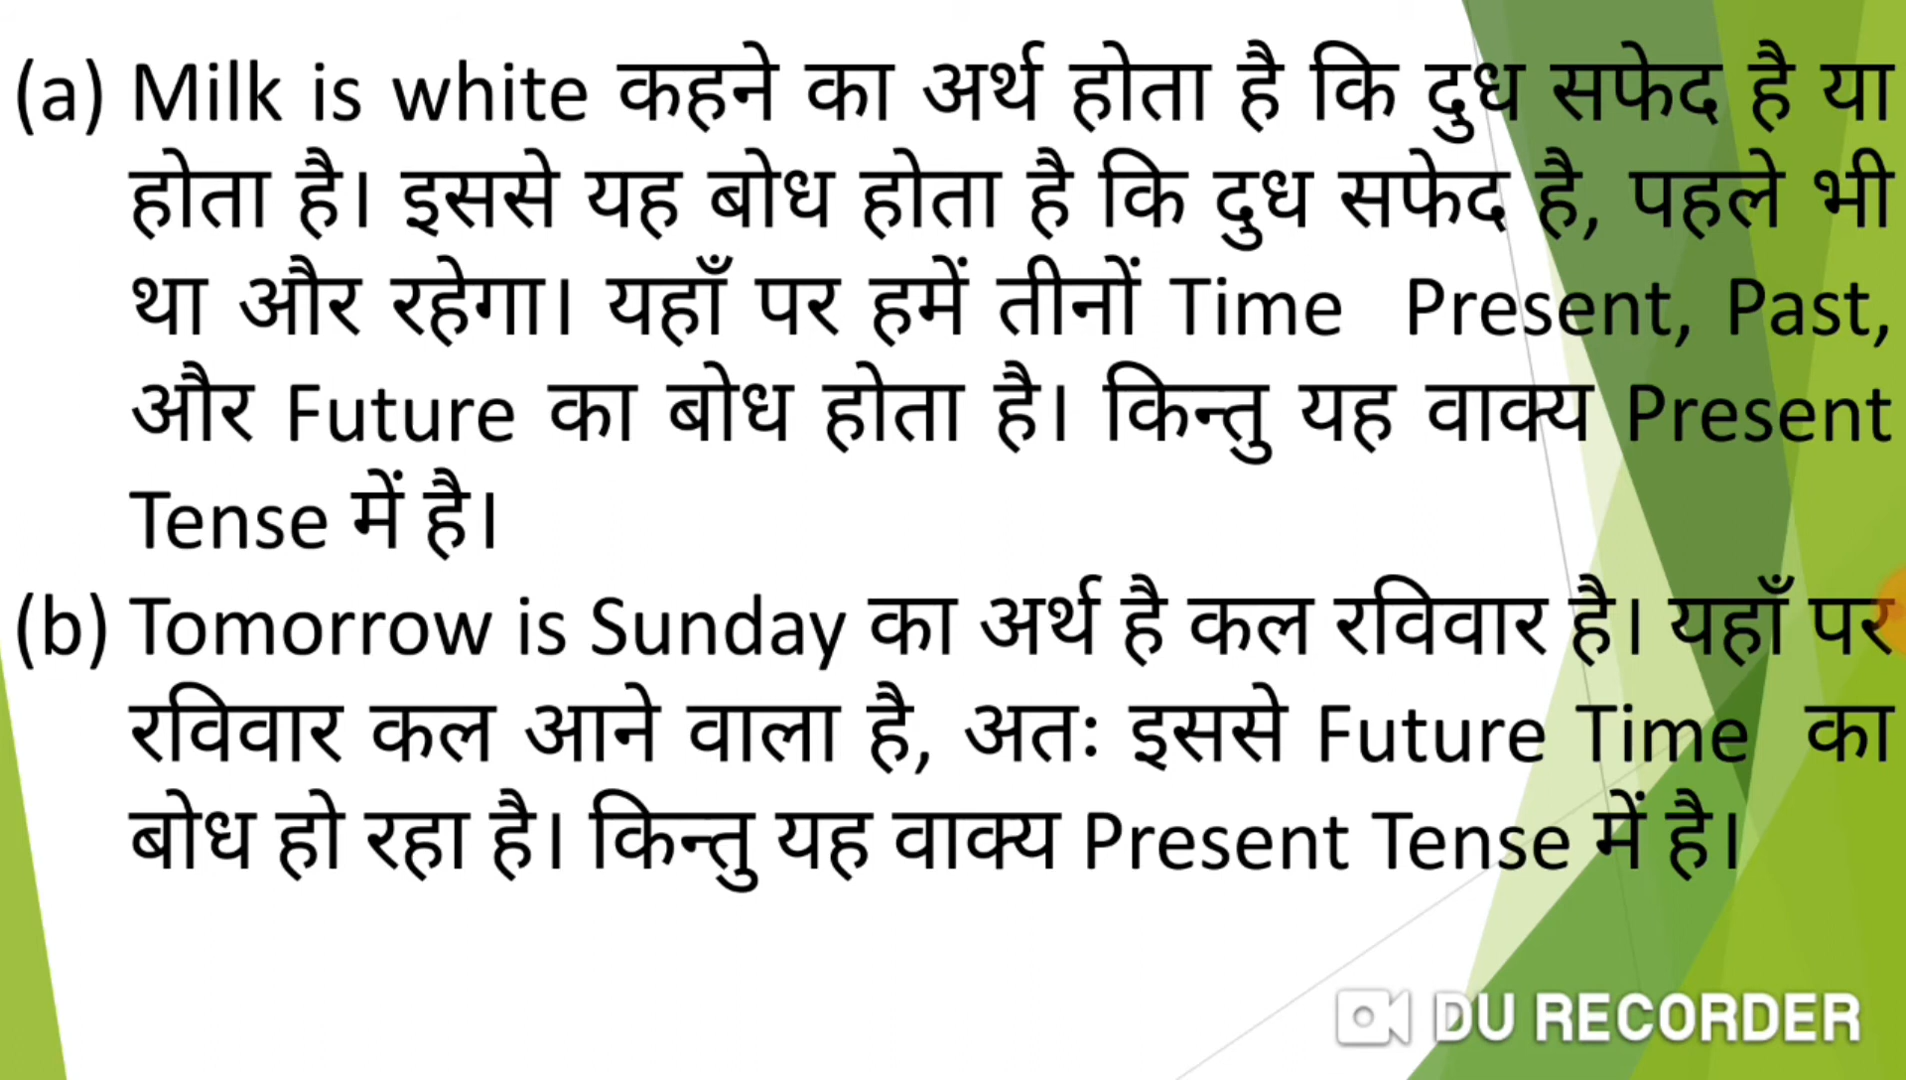 (a) Milk is white कहने का अर्थ होता है कि दुध सफेद है या
होता है। इससे यह बोध होता है कि दुध सफेद है, पहले भी
था और रहेगा। यहाँ पर हमें तीनों Time Present, Past,
और Future का बोध होता है। किन्तु यह वाक्य Present
Tense में है।
(b) Tomorrow is Sunday का अर्थ है कल रविवार है। यहाँ पर
रविवार कल आने वाला है, अतः इससे Future Time का
बोध हो रहा है। किन्तु यह वाक्य Present Tense में है।
DU RECORDER